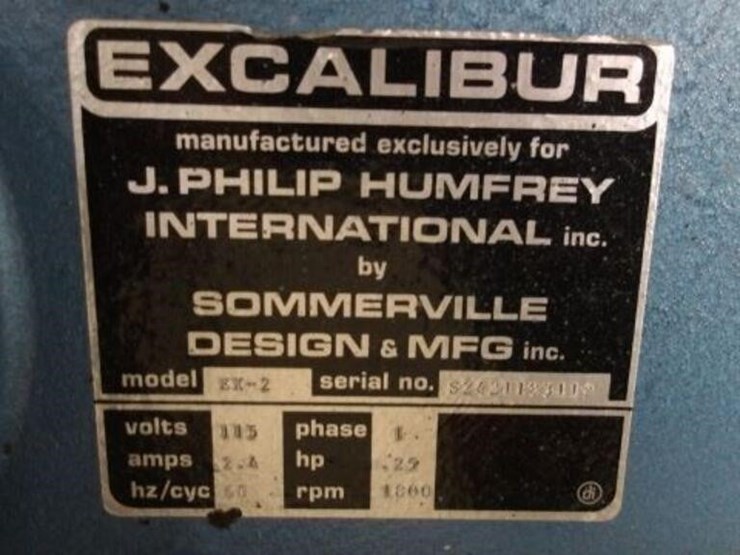 EXCALIBUR
manufactured exclusively for
J. PHILIP HUMFREY
INTERNATIONAL inc.
by
SOMMERVILLE
DESIGN & MFG inc.
model EX-2 serial no.
volts 115 phase 1
amps 2.4 hp .25
hz/cyc 60 rpm 1800
di